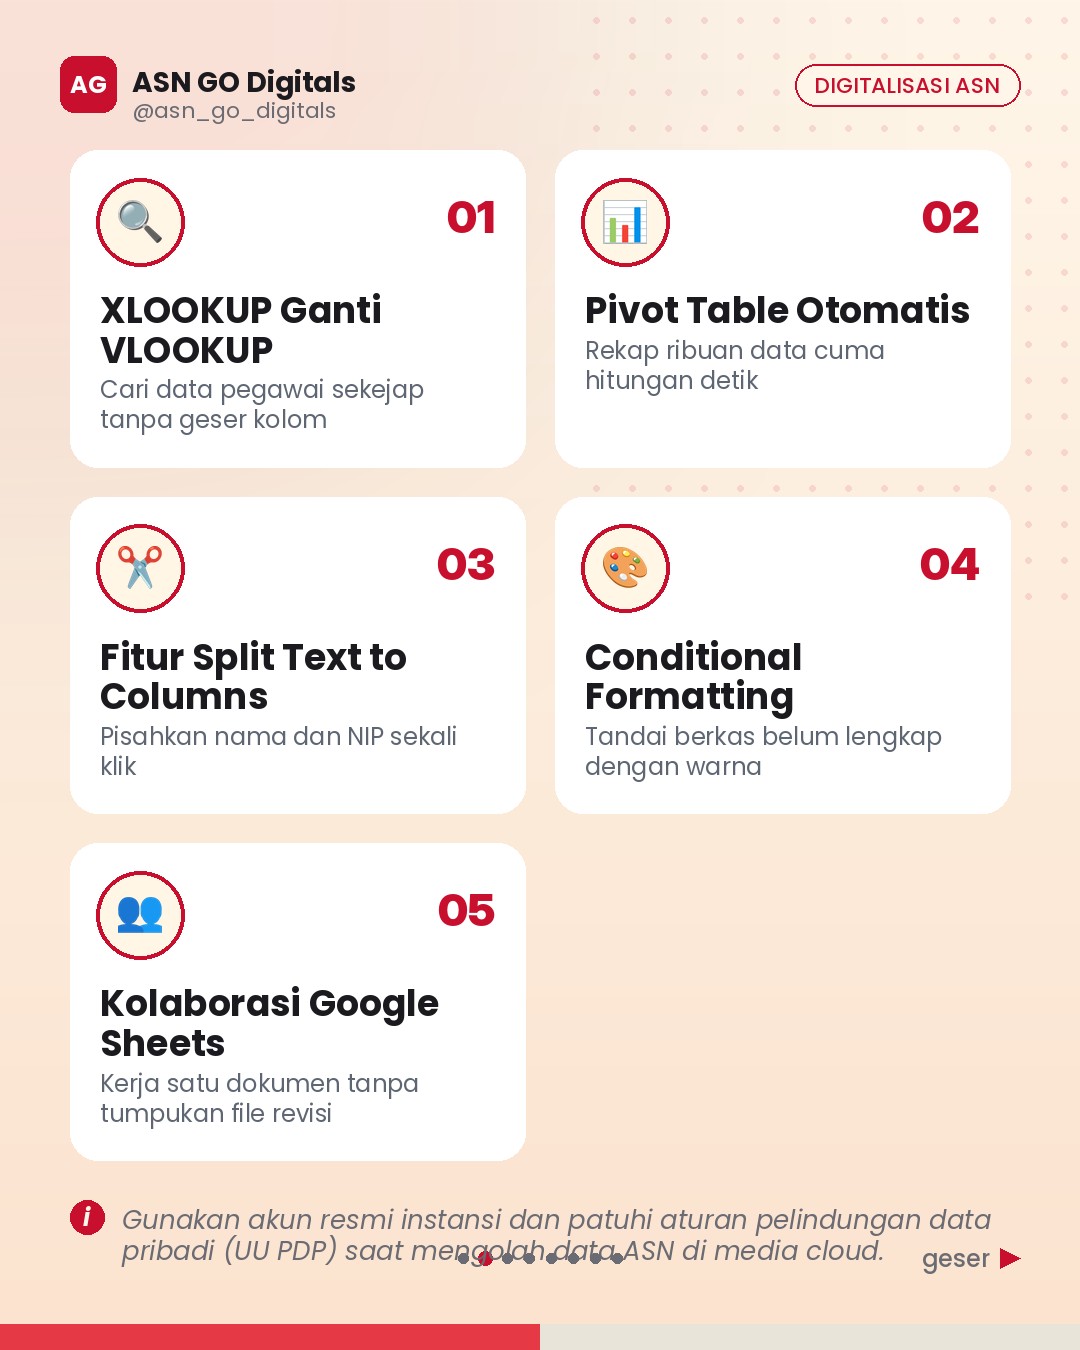 AG
ASN GO Digitals
@asn_go_digitals
DIGITALISASI ASN
01
XLOOKUP Ganti
VLOOKUP
Cari data pegawai sekejap
tanpa geser kolom
02
Pivot Table Otomatis
Rekap ribuan data cuma
hitungan detik
03
Fitur Split Text to
Columns
Pisahkan nama dan NIP sekali
klik
04
Conditional
Formatting
Tandai berkas belum lengkap
dengan warna
05
Kolaborasi Google
Sheets
Kerja satu dokumen tanpa
tumpukan file revisi
i
Gunakan akun resmi instansi dan patuhi aturan pelindungan data
pribadi (UU PDP) saat mengolah data ASN di media cloud.
geser